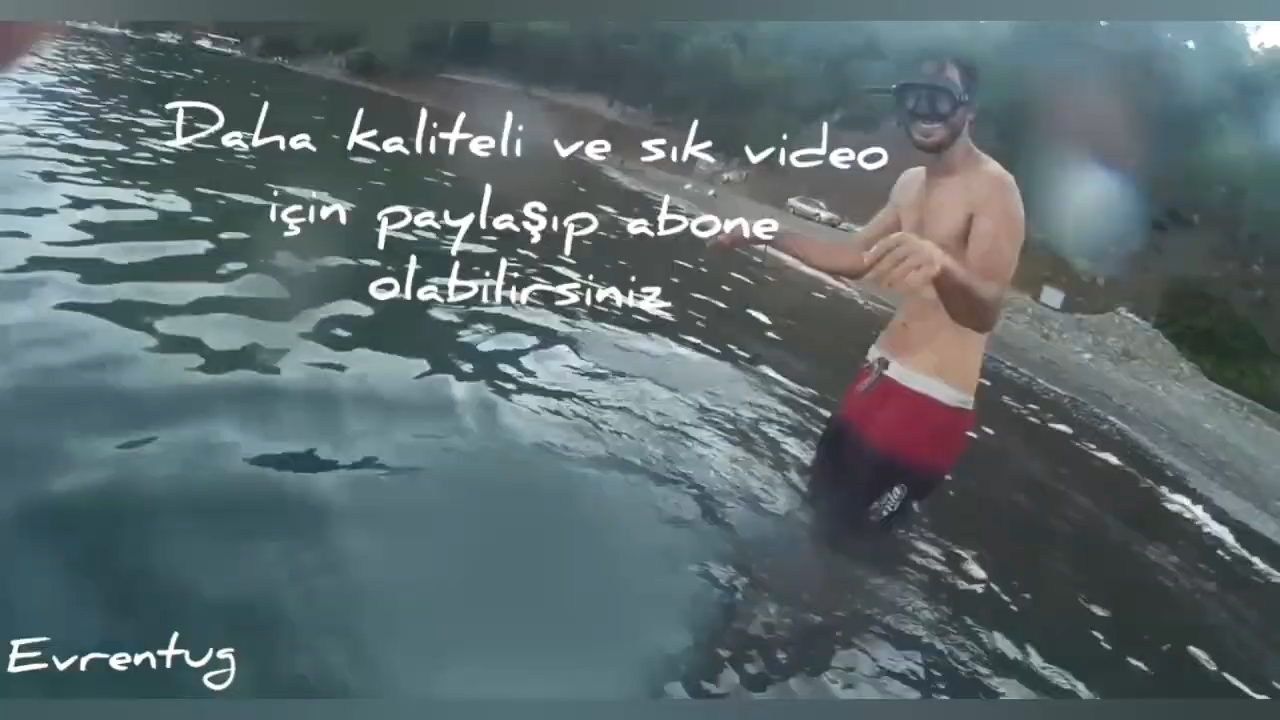 Daha kaliteli ve sık video
için paylaşıp abone
olabilirsiniz
Evrentug